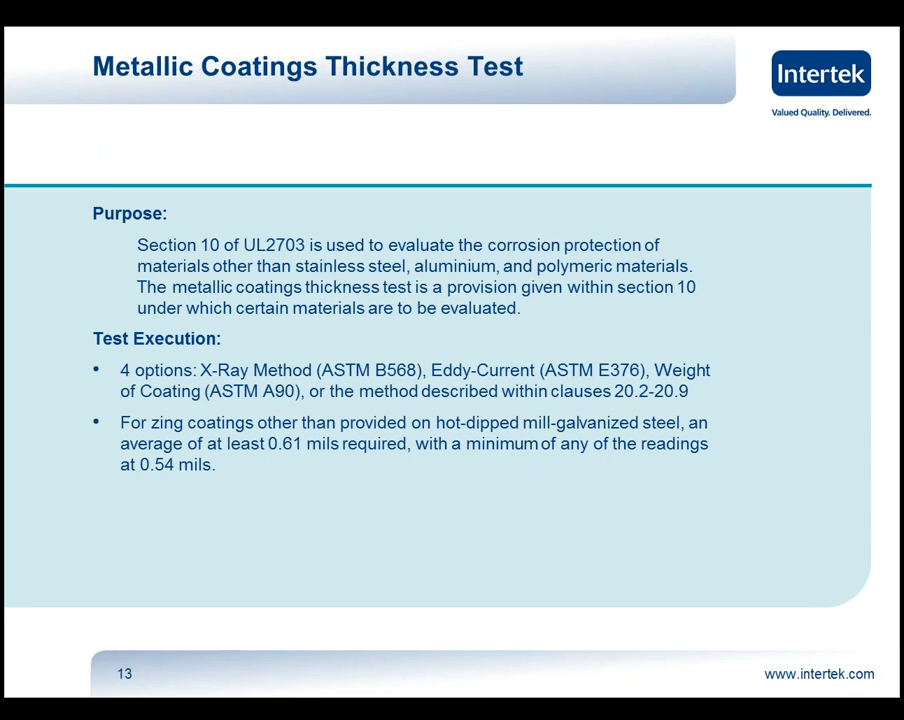 Metallic Coatings Thickness Test
Intertek
Valued Quality. Delivered.
Purpose:
Section 10 of UL2703 is used to evaluate the corrosion protection of
materials other than stainless steel, aluminium, and polymeric materials.
The metallic coatings thickness test is a provision given within section 10
under which certain materials are to be evaluated.
Test Execution:
• 4 options: X-Ray Method (ASTM B568), Eddy-Current (ASTM E376), Weight
of Coating (ASTM A90), or the method described within clauses 20.2-20.9
• For zing coatings other than provided on hot-dipped mill-galvanized steel, an
average of at least 0.61 mils required, with a minimum of any of the readings
at 0.54 mils.
13
www.intertek.com